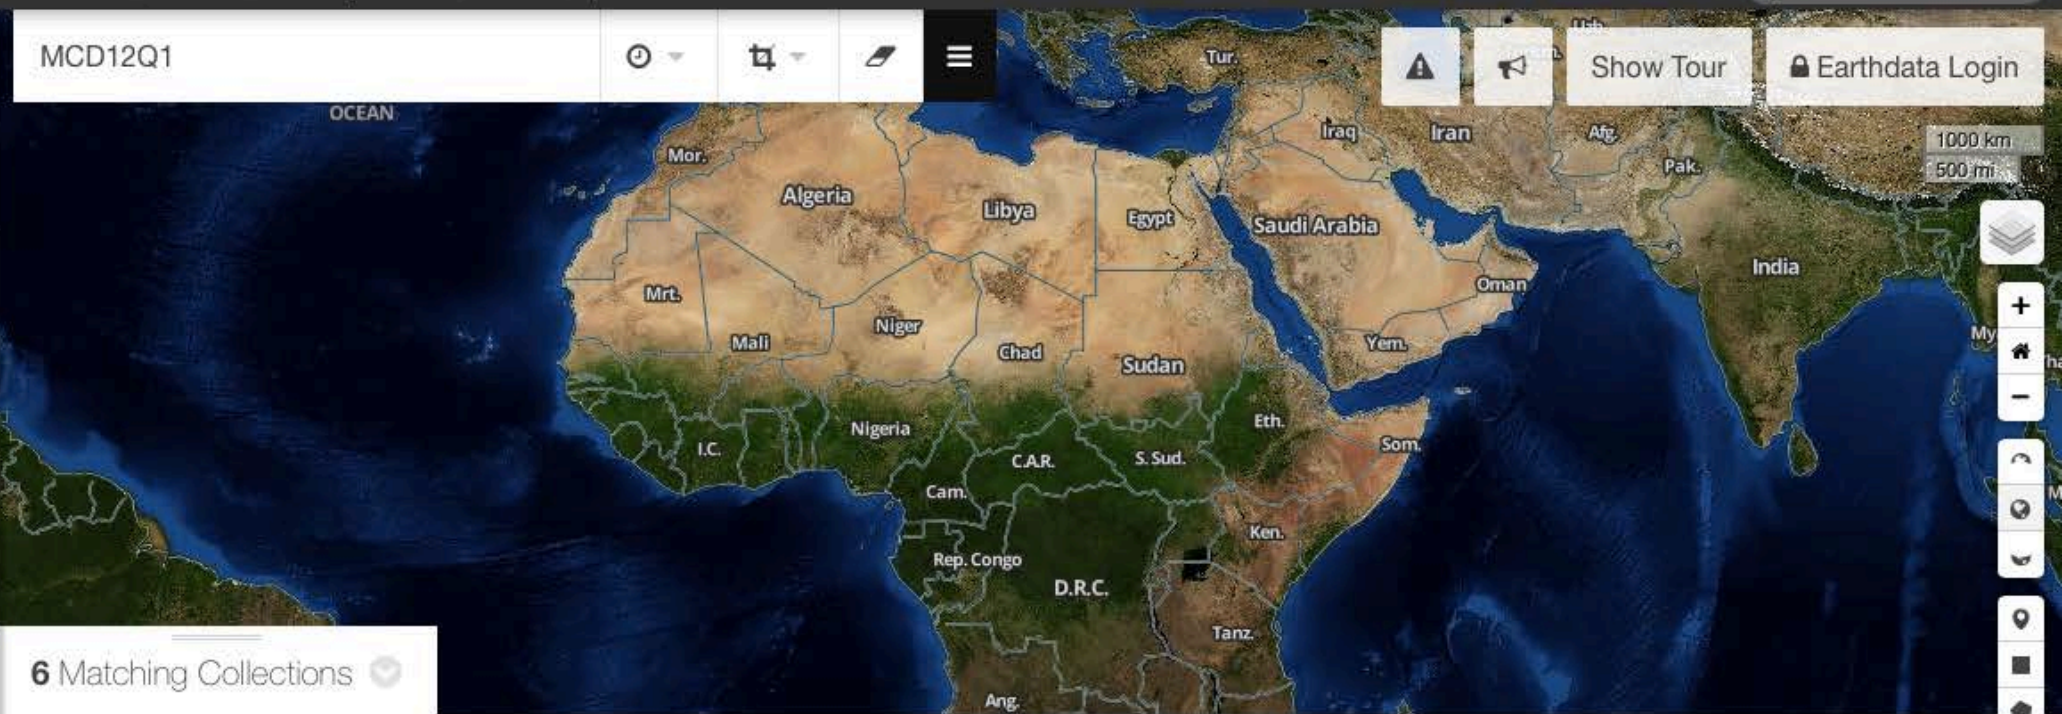 MCD12Q1
Show Tour
Earthdata Login
OCEAN
Tur.
Mor.
Iraq
Iran
Afg.
1000 km
Pak.
500 mi
Algeria
Libya
Egypt
Saudi Arabia
India
Mrt.
Oman
Niger
Mali
Chad
Sudan
Yem.
My
Nigeria
Eth.
I.C.
C.A.R.
S. Sud.
Som.
Cam.
Ken.
Rep. Congo
D.R.C.
Tanz.
6 Matching Collections
Ang.